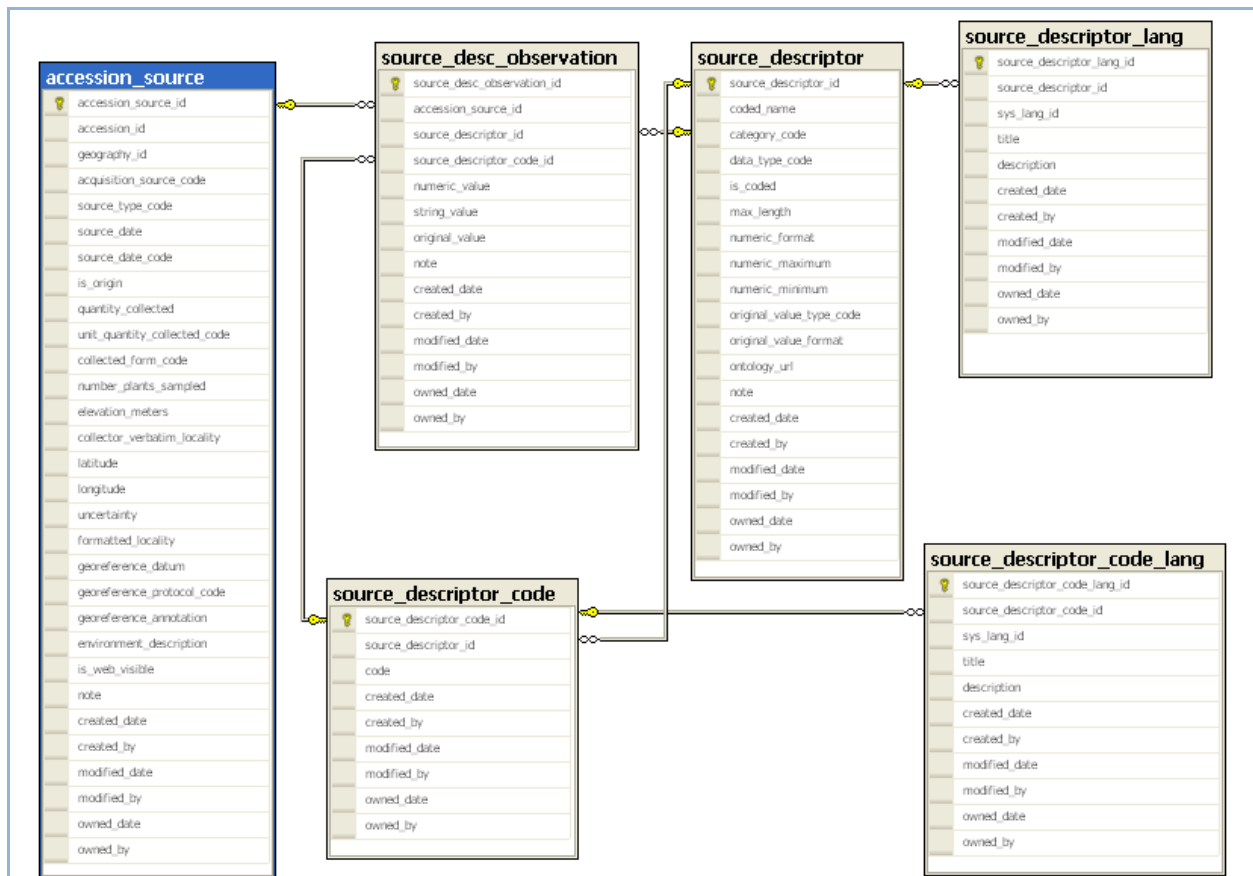 accession_source
accession_source_id
accession_id
geography_id
acquisition_source_code
source_type_code
source_date
source_date_code
is_origin
quantity_collected
unit_quantity_collected_code
collected_form_code
number_plants_sampled
elevation_meters
collector_verbatim_locality
latitude
longitude
uncertainty
formatted_locality
georeference_datum
georeference_protocol_code
georeference_annotation
environment_description
is_web_visible
note
created_date
created_by
modified_date
modified_by
owned_date
owned_by
source_desc_observation
source_desc_observation_id
accession_source_id
source_descriptor_id
source_descriptor_code_id
numeric_value
string_value
original_value
note
created_date
created_by
modified_date
modified_by
owned_date
owned_by
source_descriptor
source_descriptor_id
coded_name
category_code
data_type_code
is_coded
max_length
numeric_format
numeric_maximum
numeric_minimum
original_value_type_code
original_value_format
ontology_url
note
created_date
created_by
modified_date
modified_by
owned_date
owned_by
source_descriptor_lang
source_descriptor_lang_id
source_descriptor_id
sys_lang_id
title
description
created_date
created_by
modified_date
modified_by
owned_date
owned_by
source_descriptor_code
source_descriptor_code_id
source_descriptor_id
code
created_date
created_by
modified_date
modified_by
owned_date
owned_by
source_descriptor_code_lang
source_descriptor_code_lang_id
source_descriptor_code_id
sys_lang_id
title
description
created_date
created_by
modified_date
modified_by
owned_date
owned_by